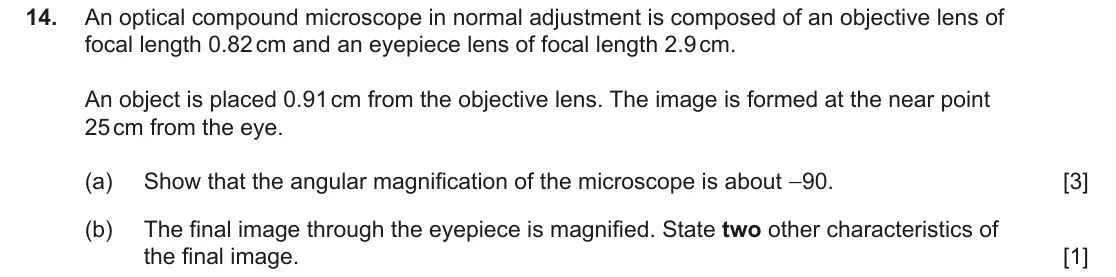 14. An optical compound microscope in normal adjustment is composed of an objective lens of
focal length 0.82 cm and an eyepiece lens of focal length 2.9 cm.
An object is placed 0.91 cm from the objective lens. The image is formed at the near point
25 cm from the eye.
(a) Show that the angular magnification of the microscope is about −90. [3]
(b) The final image through the eyepiece is magnified. State two other characteristics of
the final image. [1]